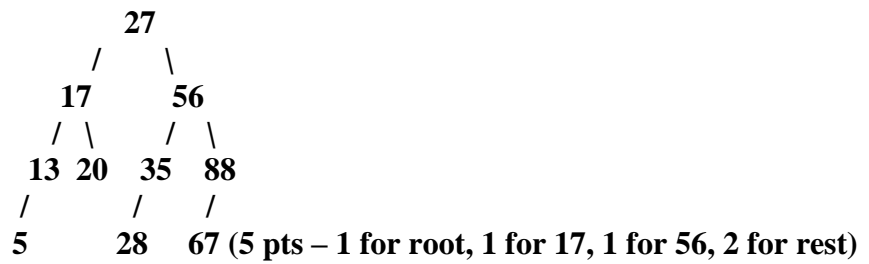 27
/ \
17 56
/ \ / \
13 20 35 88
/ / /
5 28 67 (5 pts – 1 for root, 1 for 17, 1 for 56, 2 for rest)